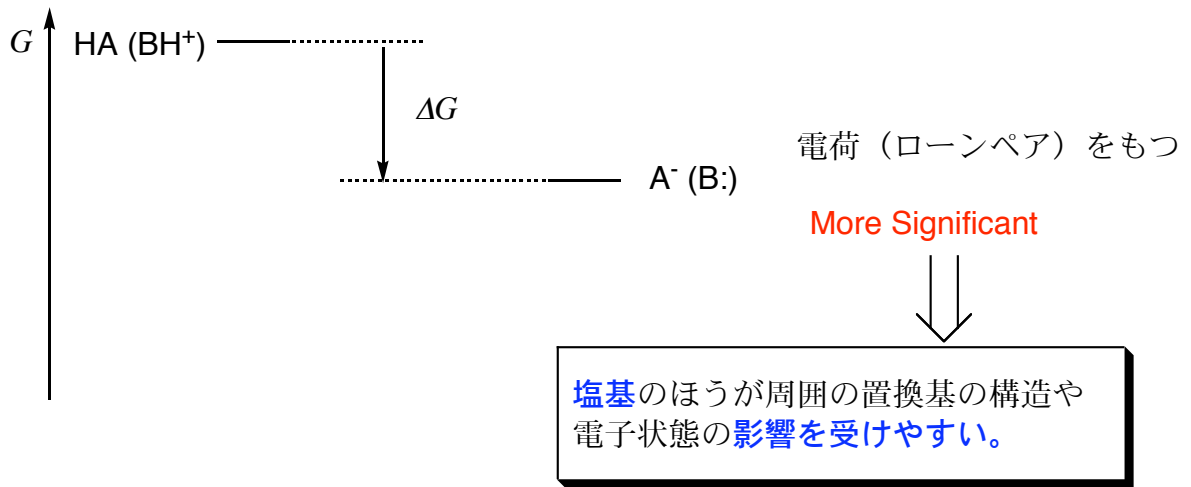 G HA (BH⁺)
ΔG
電荷（ローンペア）をもつ
A⁻ (B:)
More Significant
塩基のほうが周囲の置換基の構造や
電子状態の影響を受けやすい。